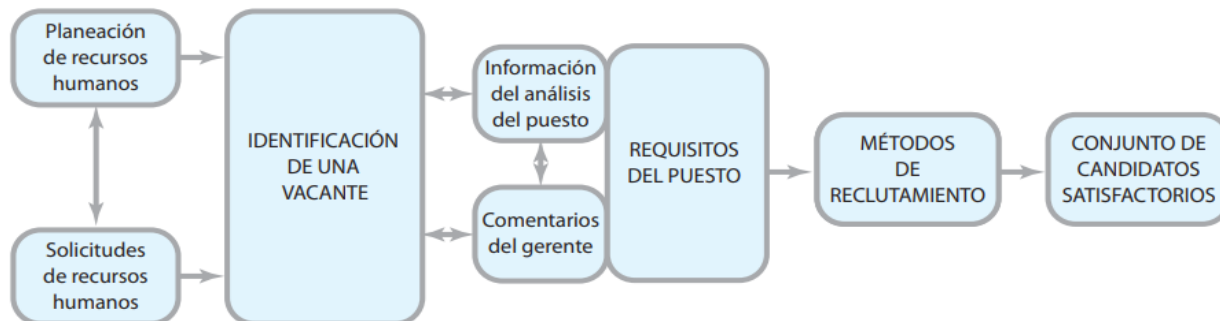 Planeación
de recursos
humanos
Solicitudes
de recursos
humanos
IDENTIFICACIÓN
DE UNA
VACANTE
Información
del análisis
del puesto
Comentarios
del gerente
REQUISITOS
DEL PUESTO
MÉTODOS
DE
RECLUTAMIENTO
CONJUNTO DE
CANDIDATOS
SATISFACTORIOS